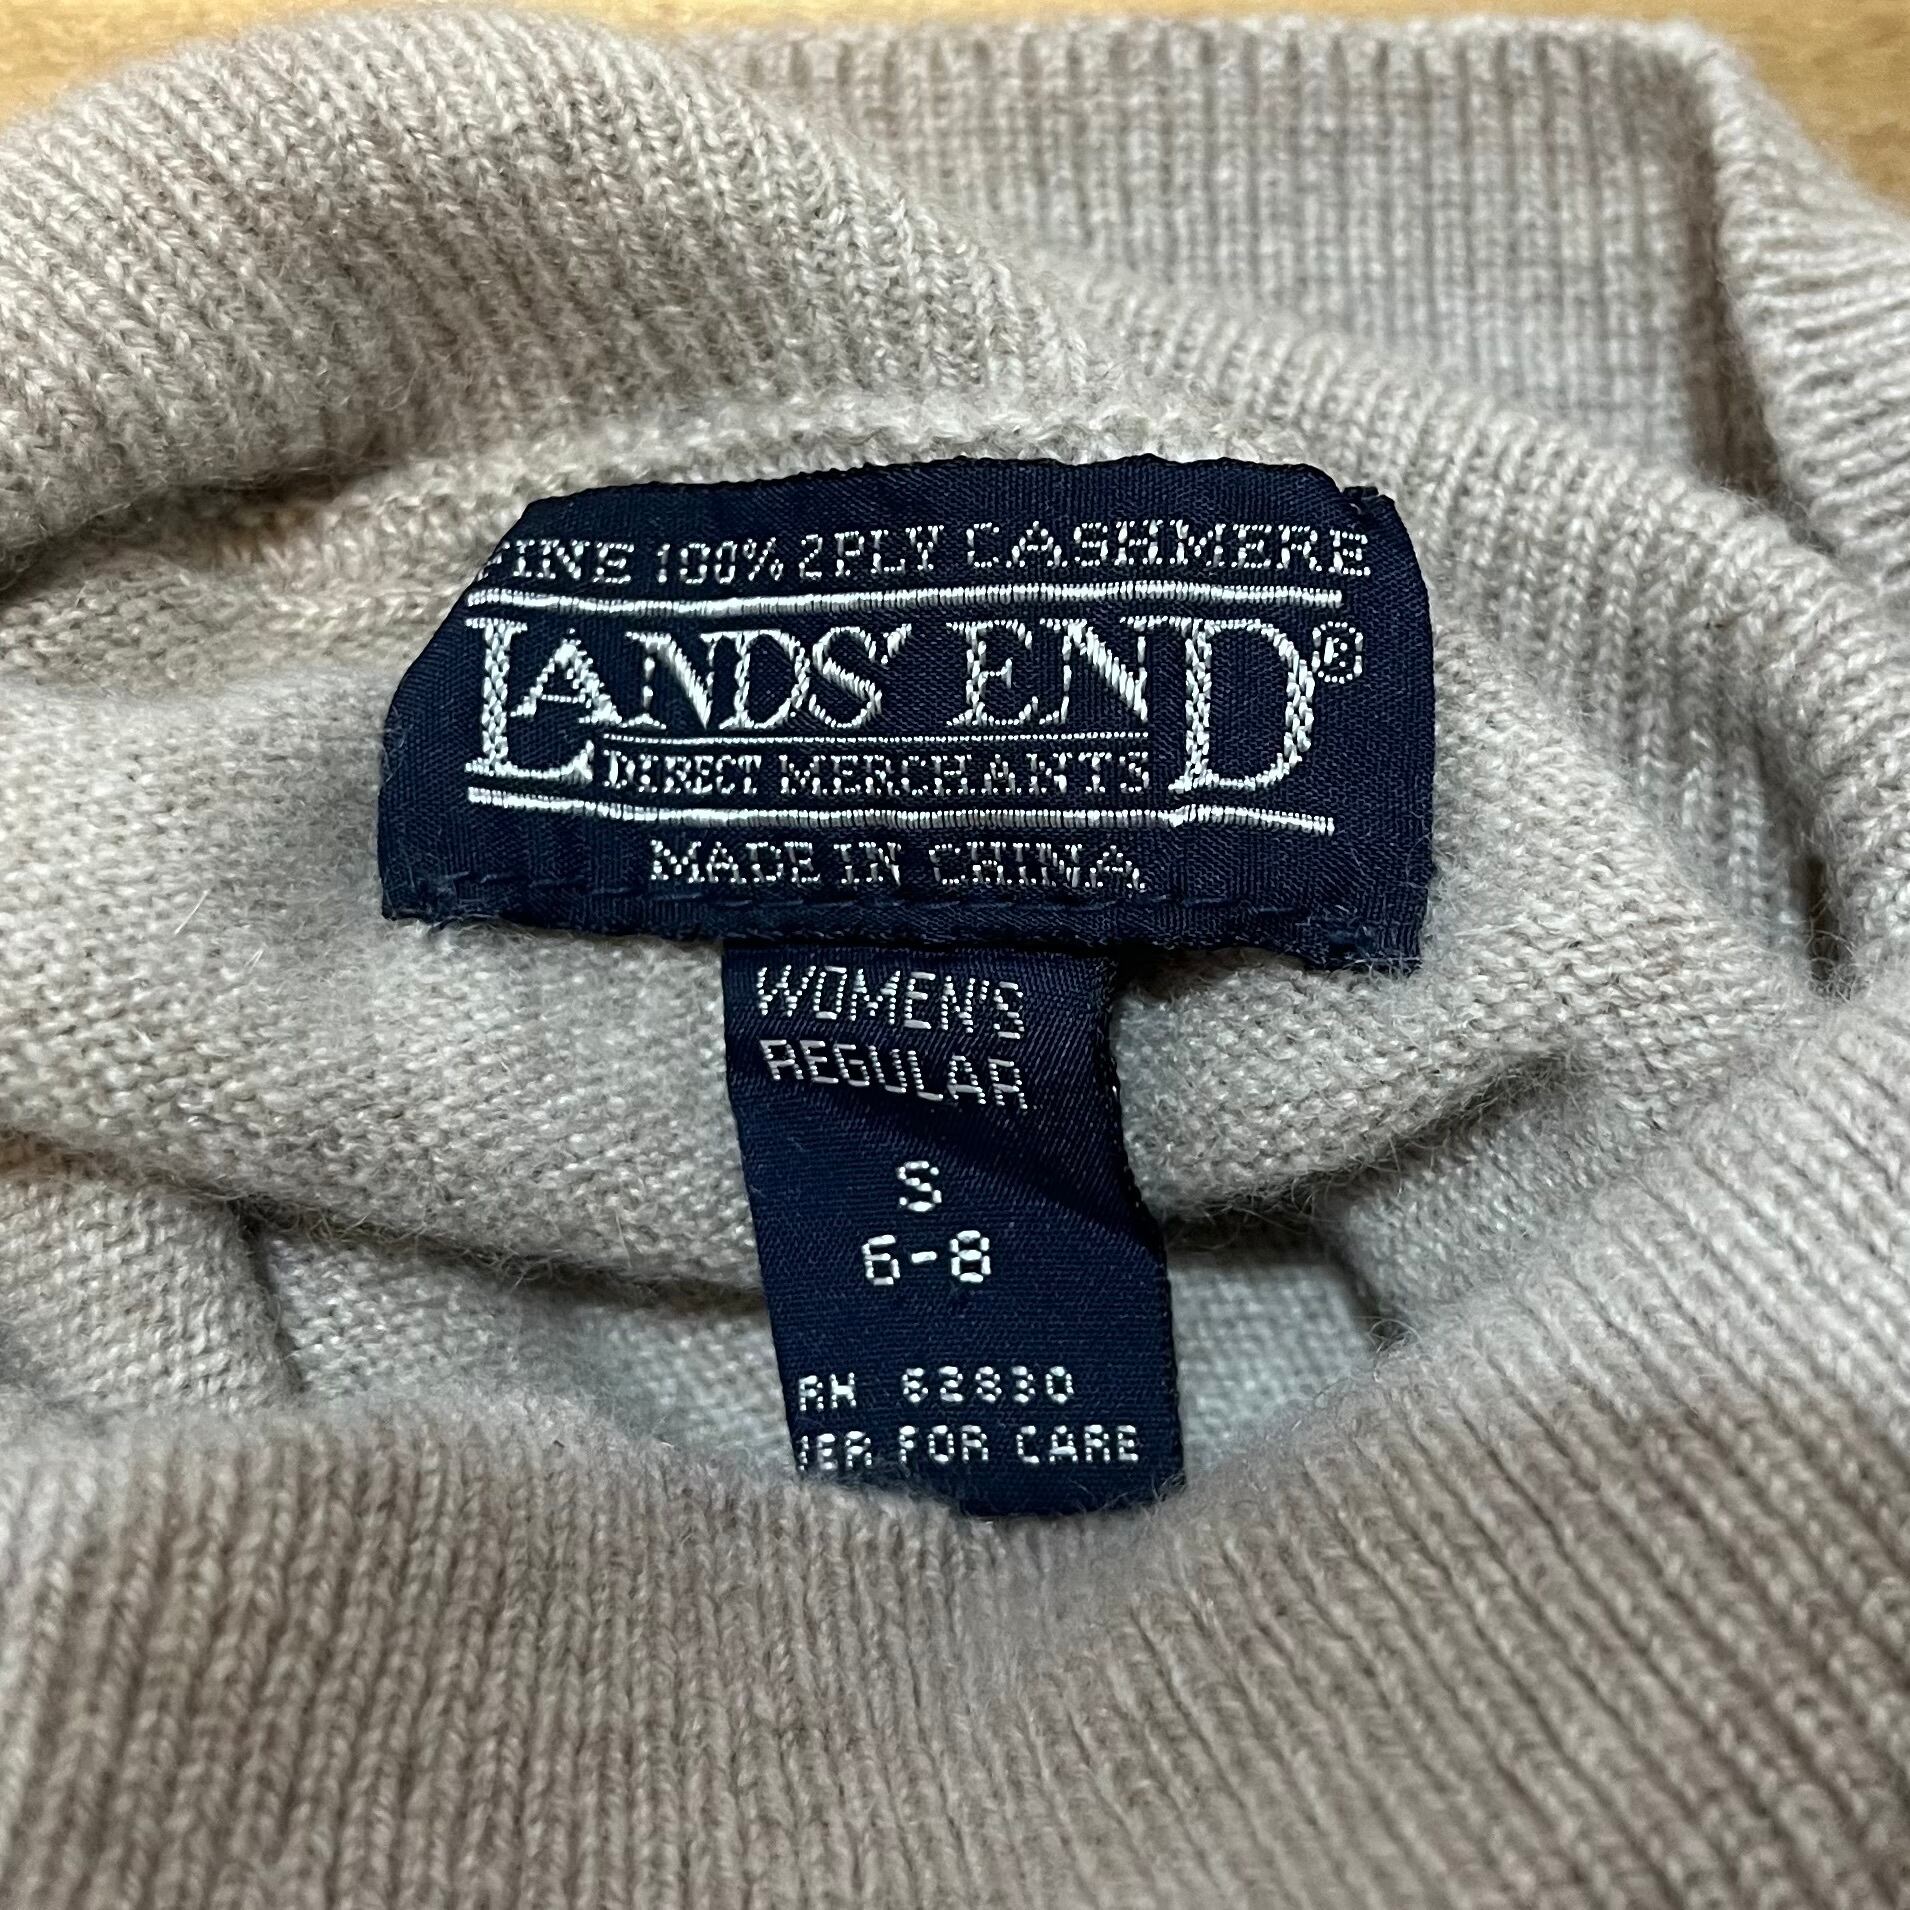 FINE 100% 2PLY CASHMERE
LANDS' END®
DIRECT MERCHANTS
MADE IN CHINA
WOMEN'S
REGULAR
S
6-8
RN 62830
FOR CARE